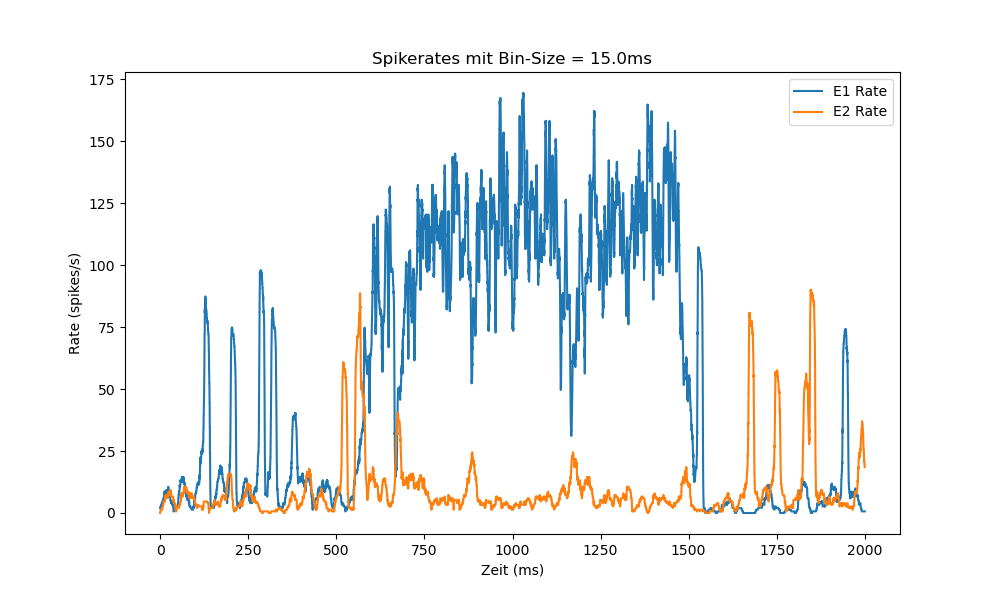 Spikerates mit Bin-Size = 15.0ms
E1 Rate
E2 Rate
175
150
125
100
75
50
25
0
Rate (spikes/s)
0 250 500 750 1000 1250 1500 1750 2000
Zeit (ms)